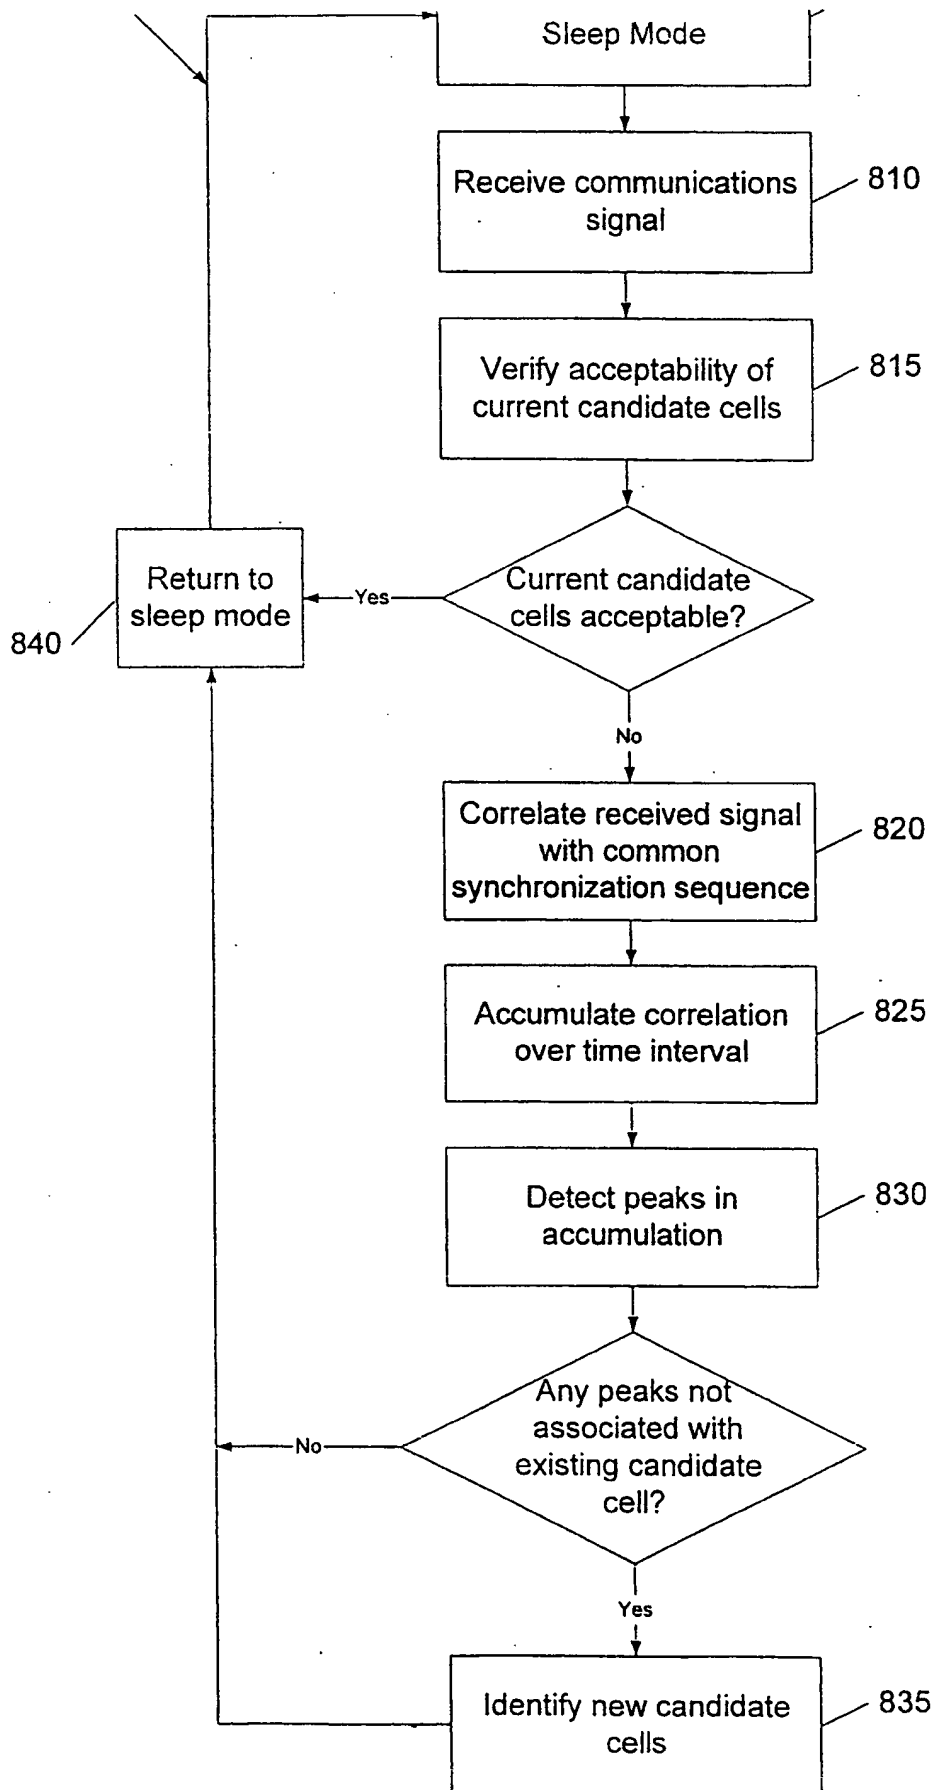 Sleep Mode
Receive communications
signal
810
Verify acceptability of
current candidate cells
815
Current candidate
cells acceptable?
Yes
Return to
sleep mode
840
No
Correlate received signal
with common
synchronization sequence
820
Accumulate correlation
over time interval
825
Detect peaks in
accumulation
830
Any peaks not
associated with
existing candidate
cell?
No
Yes
Identify new candidate
cells
835